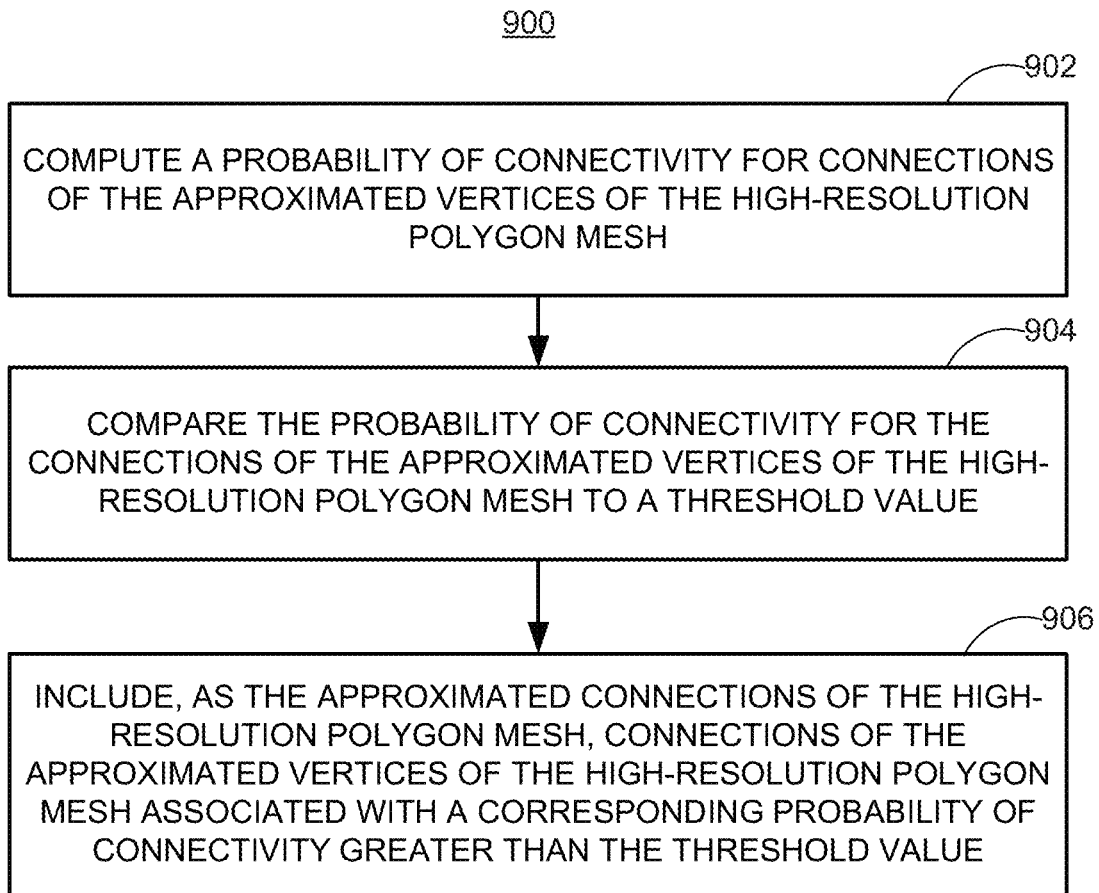 900
902
COMPUTE A PROBABILITY OF CONNECTIVITY FOR CONNECTIONS
OF THE APPROXIMATED VERTICES OF THE HIGH-RESOLUTION
POLYGON MESH
904
COMPARE THE PROBABILITY OF CONNECTIVITY FOR THE
CONNECTIONS OF THE APPROXIMATED VERTICES OF THE HIGH-
RESOLUTION POLYGON MESH TO A THRESHOLD VALUE
906
INCLUDE, AS THE APPROXIMATED CONNECTIONS OF THE HIGH-
RESOLUTION POLYGON MESH, CONNECTIONS OF THE
APPROXIMATED VERTICES OF THE HIGH-RESOLUTION POLYGON
MESH ASSOCIATED WITH A CORRESPONDING PROBABILITY OF
CONNECTIVITY GREATER THAN THE THRESHOLD VALUE